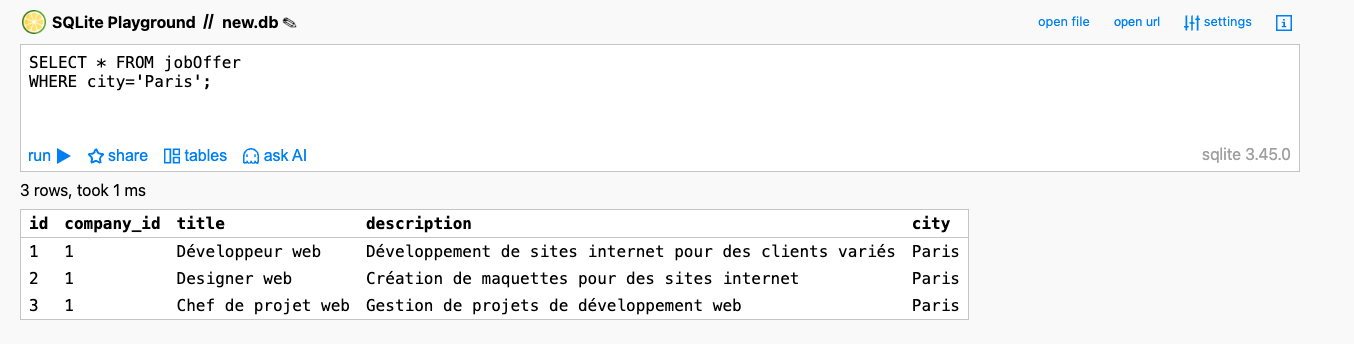 SQLite Playground // new.db ✎ open file open url settings
SELECT * FROM jobOffer
WHERE city='Paris';
run share tables ask AI sqlite 3.45.0
3 rows, took 1 ms
id company_id title description city
1 1 Développeur web Développement de sites internet pour des clients variés Paris
2 1 Designer web Création de maquettes pour des sites internet Paris
3 1 Chef de projet web Gestion de projets de développement web Paris